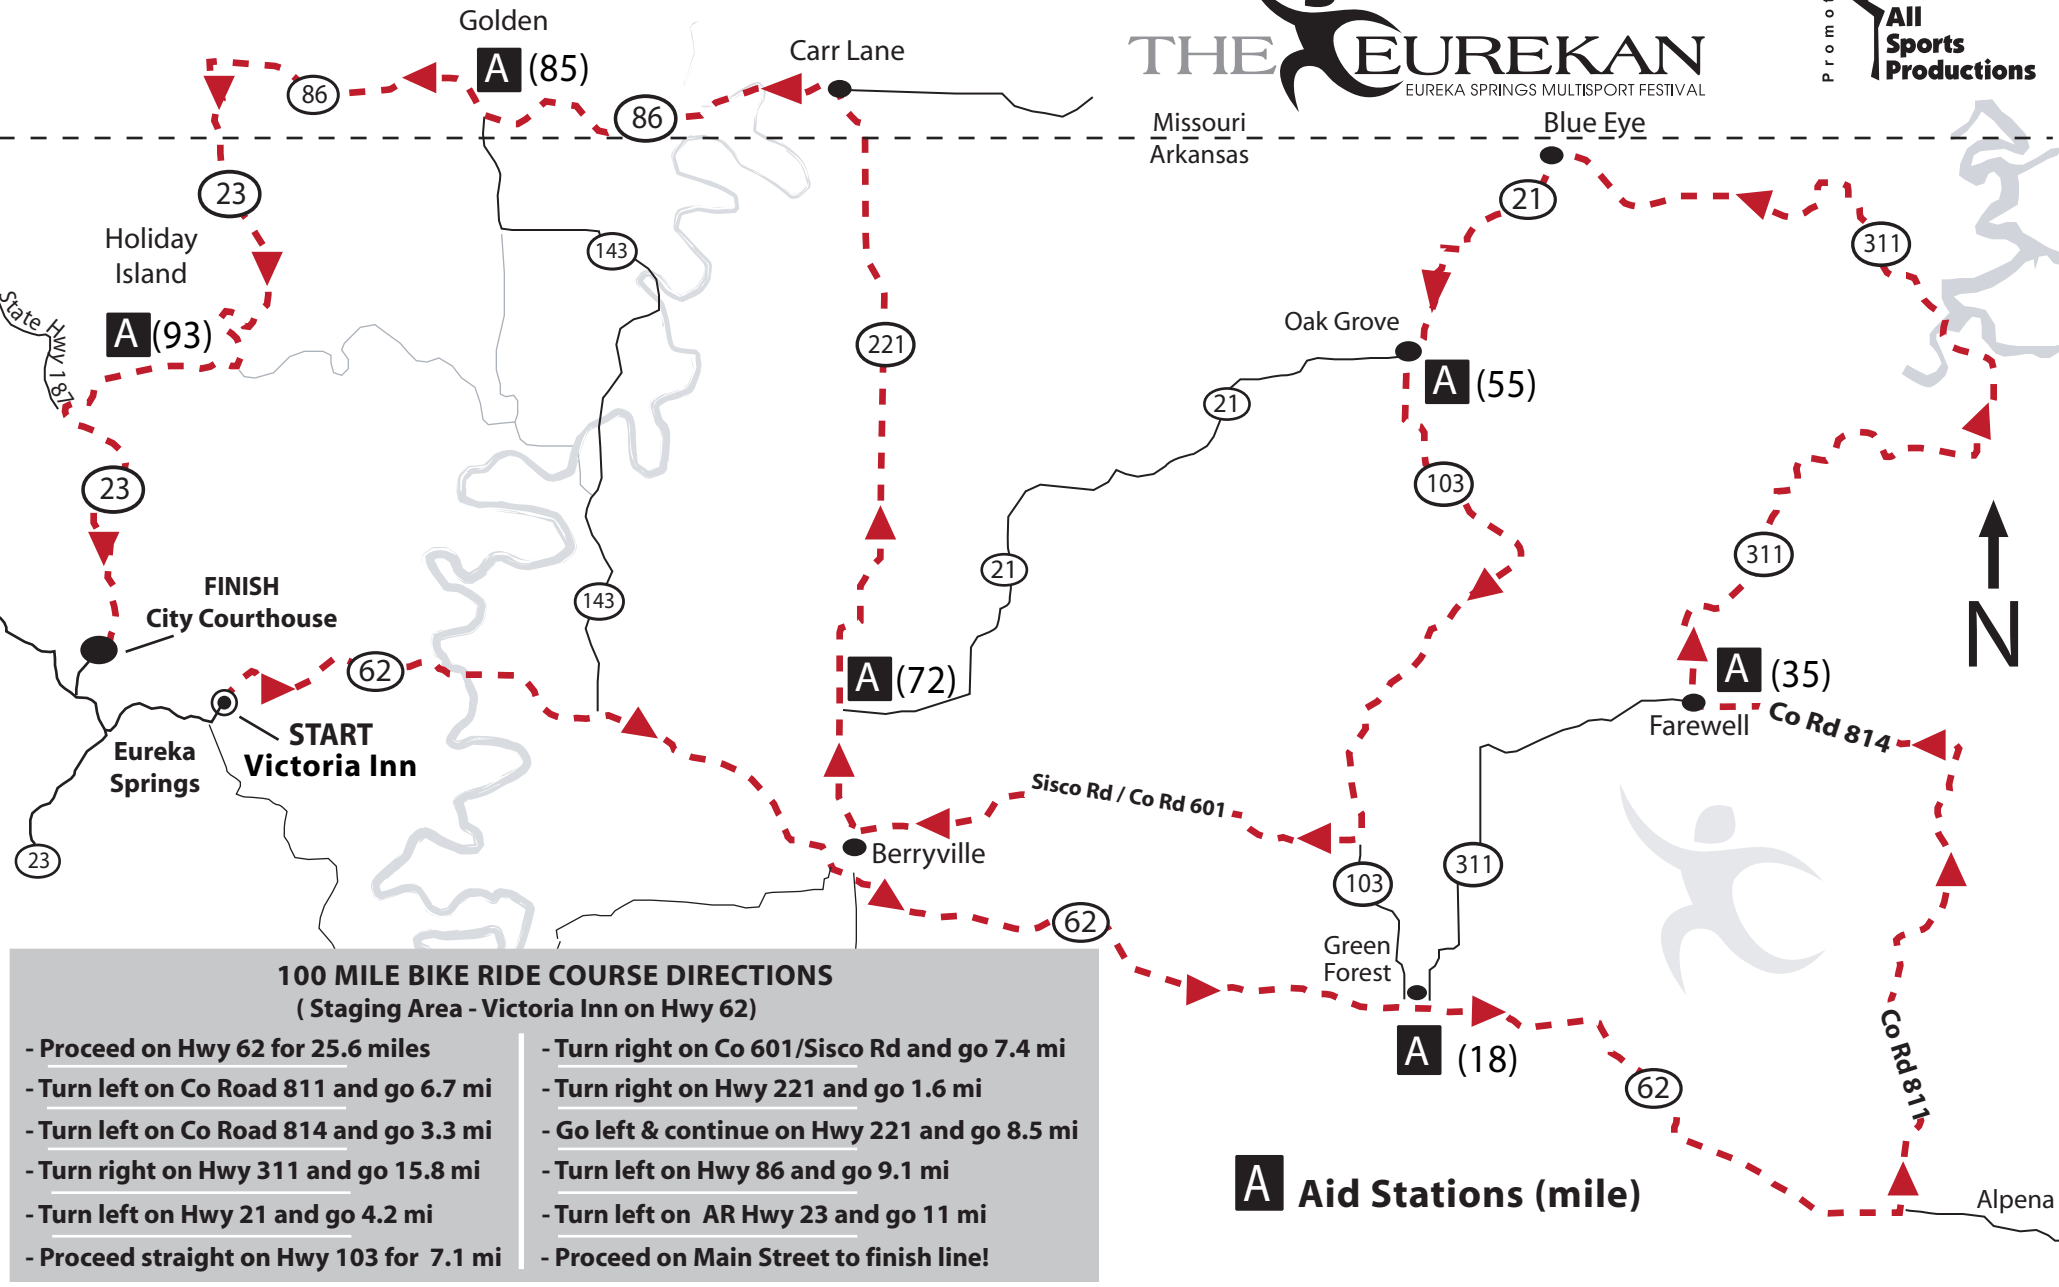 Golden
A (85)
Carr Lane
THE EUREKAN
EUREKA SPRINGS MULTISPORT FESTIVAL
All
Sports
Productions
86
86
Missouri
Arkansas
Blue Eye
23
21
Holiday
Island
143
311
State Hwy 187
A (93)
221
Oak Grove
A (55)
21
23
103
21
311
FINISH
City Courthouse
143
N
62
A (72)
A (35)
Farewell
Co Rd 814
START
Victoria Inn
Eureka
Springs
Sisco Rd / Co Rd 601
23
Berryville
103
311
62
Green
Forest
A (18)
62
Co Rd 811
Alpena
100 MILE BIKE RIDE COURSE DIRECTIONS
( Staging Area - Victoria Inn on Hwy 62)
- Proceed on Hwy 62 for 25.6 miles
- Turn left on Co Road 811 and go 6.7 mi
- Turn left on Co Road 814 and go 3.3 mi
- Turn right on Hwy 311 and go 15.8 mi
- Turn left on Hwy 21 and go 4.2 mi
- Proceed straight on Hwy 103 for 7.1 mi
- Turn right on Co 601/Sisco Rd and go 7.4 mi
- Turn right on Hwy 221 and go 1.6 mi
- Go left & continue on Hwy 221 and go 8.5 mi
- Turn left on Hwy 86 and go 9.1 mi
- Turn left on AR Hwy 23 and go 11 mi
- Proceed on Main Street to finish line!
A Aid Stations (mile)